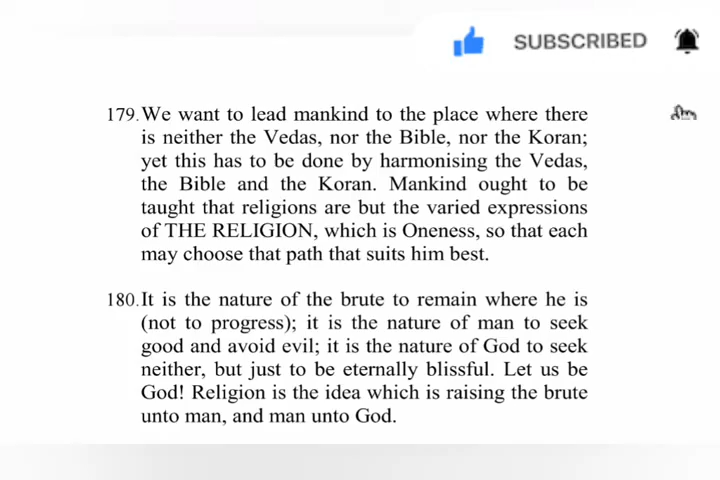 SUBSCRIBED
179. We want to lead mankind to the place where there
is neither the Vedas, nor the Bible, nor the Koran;
yet this has to be done by harmonising the Vedas,
the Bible and the Koran. Mankind ought to be
taught that religions are but the varied expressions
of THE RELIGION, which is Oneness, so that each
may choose that path that suits him best.
180. It is the nature of the brute to remain where he is
(not to progress); it is the nature of man to seek
good and avoid evil; it is the nature of God to seek
neither, but just to be eternally blissful. Let us be
God! Religion is the idea which is raising the brute
unto man, and man unto God.